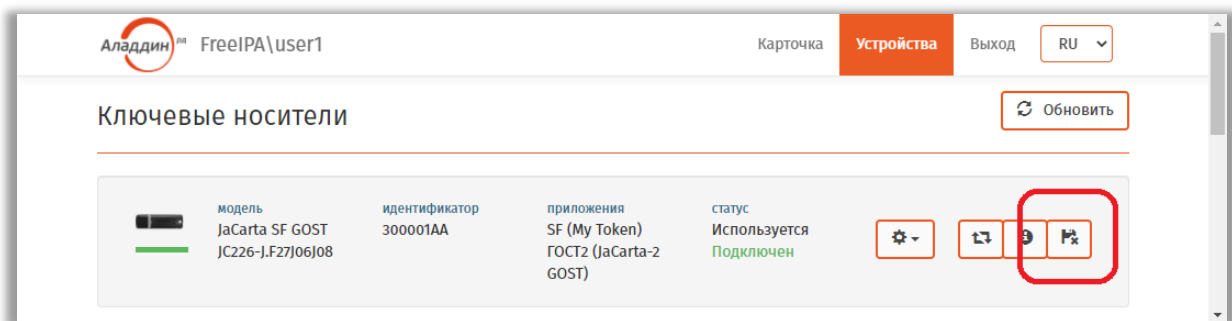 Аладдин РД FreeIPA\user1 Карточка Устройства Выход RU
Ключевые носители Обновить
модель идентификатор приложения статус
JaCarta SF GOST 300001AA SF (My Token) Используется
JC226-J.F27J06J08 ГОСТ2 (JaCarta-2 Подключен
GOST)